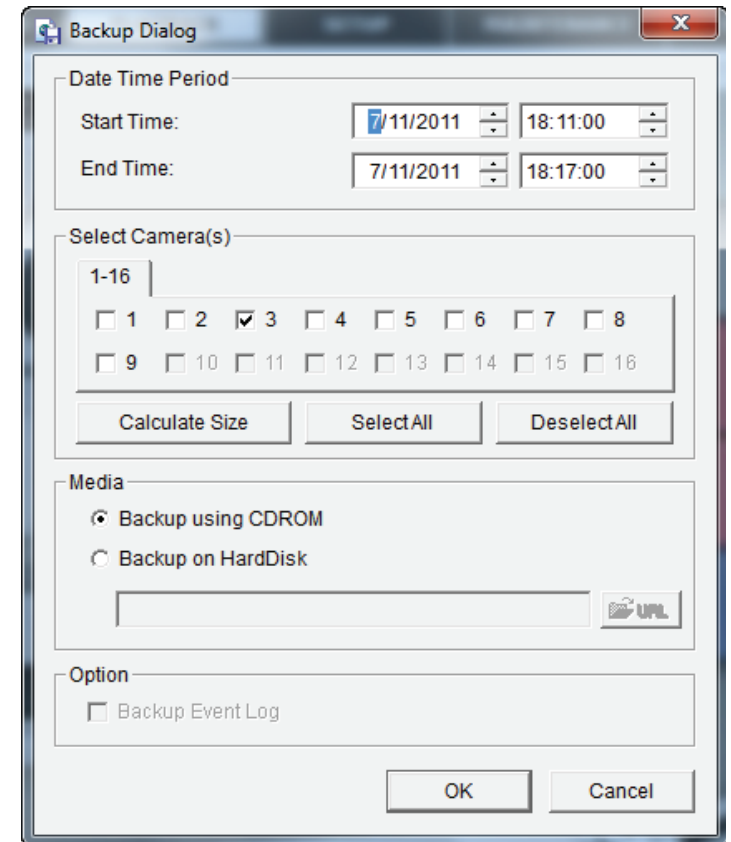 Backup Dialog
Date Time Period
Start Time: 7/11/2011 18:11:00
End Time: 7/11/2011 18:17:00
Select Camera(s)
1-16
1 2 3 4 5 6 7 8
9 10 11 12 13 14 15 16
Calculate Size Select All Deselect All
Media
Backup using CDROM
Backup on HardDisk
URL
Option
Backup Event Log
OK Cancel